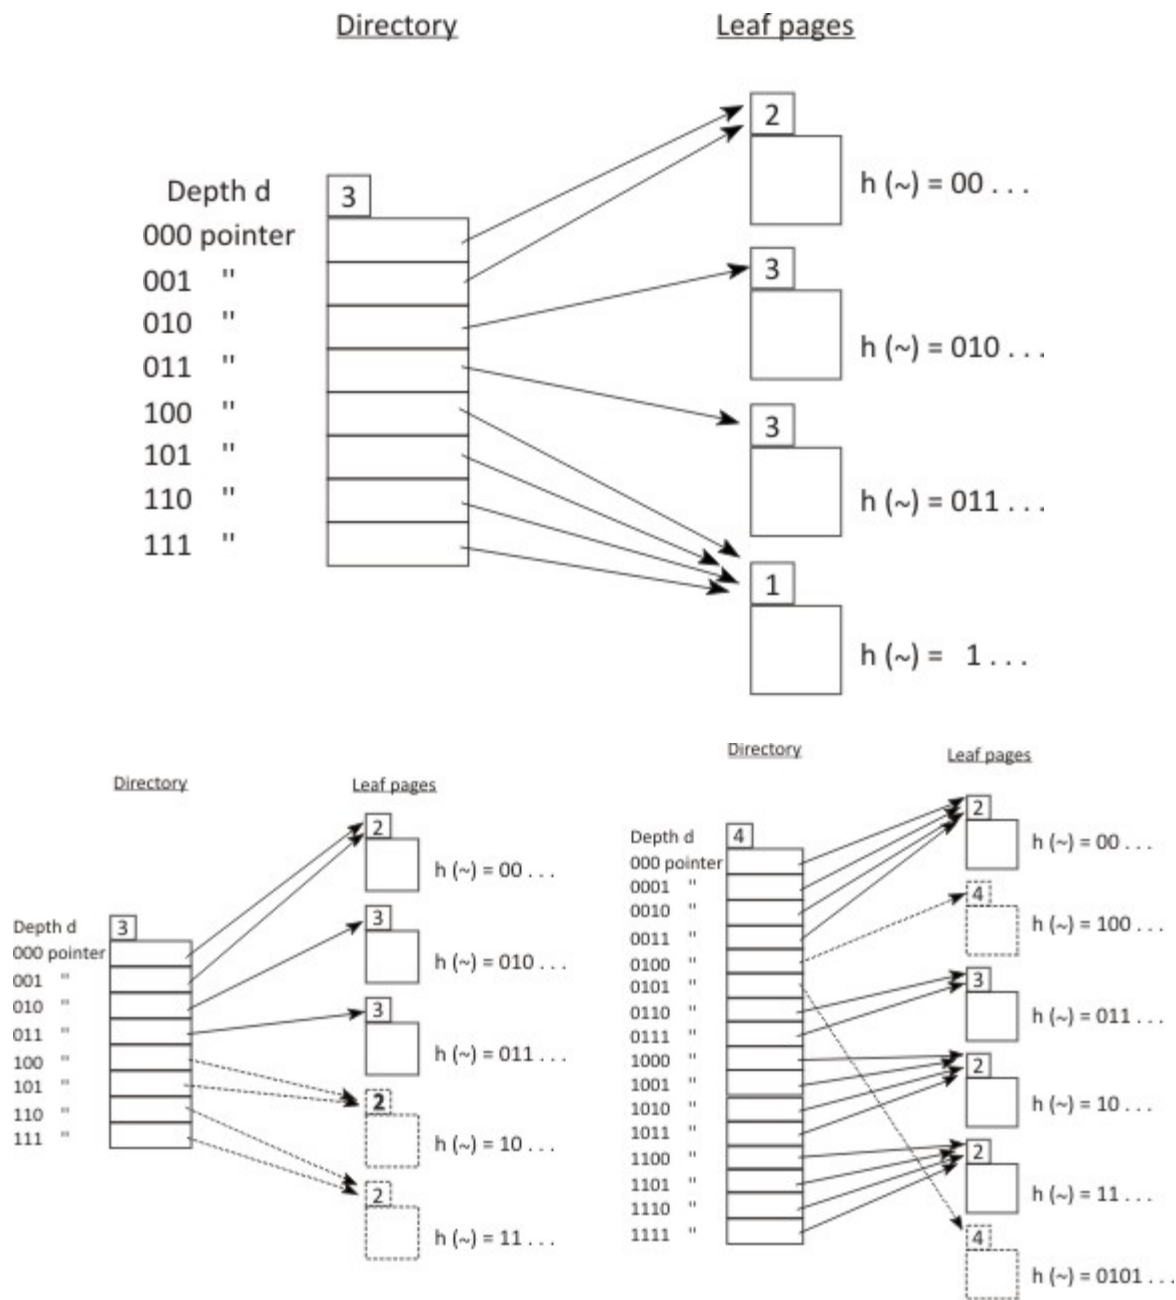 Directory Leaf pages
2
h (~) = 00 . . .
Depth d 3
000 pointer
001 "
3
010 "
h (~) = 010 . . .
011 "
3
100 "
101 "
h (~) = 011 . . .
110 "
111 "
1
h (~) = 1 . . .
Directory Leaf pages
2
h (~) = 00 . . .
3
Depth d 3
000 pointer
h (~) = 010 . . .
001 "
010 "
3
011 "
h (~) = 011 . . .
100 "
101 "
2
110 "
111 "
h (~) = 10 . . .
2
h (~) = 11 . . .
Directory Leaf pages
2
Depth d 4
h (~) = 00 . . .
000 pointer
0001 "
4
0010 "
h (~) = 100 . . .
0011 "
0100 "
3
0101 "
0110 "
h (~) = 011 . . .
0111 "
1000 "
2
1001 "
1010 "
h (~) = 10 . . .
1011 "
1100 "
2
1101 "
h (~) = 11 . . .
1110 "
1111 "
4
h (~) = 0101 . . .